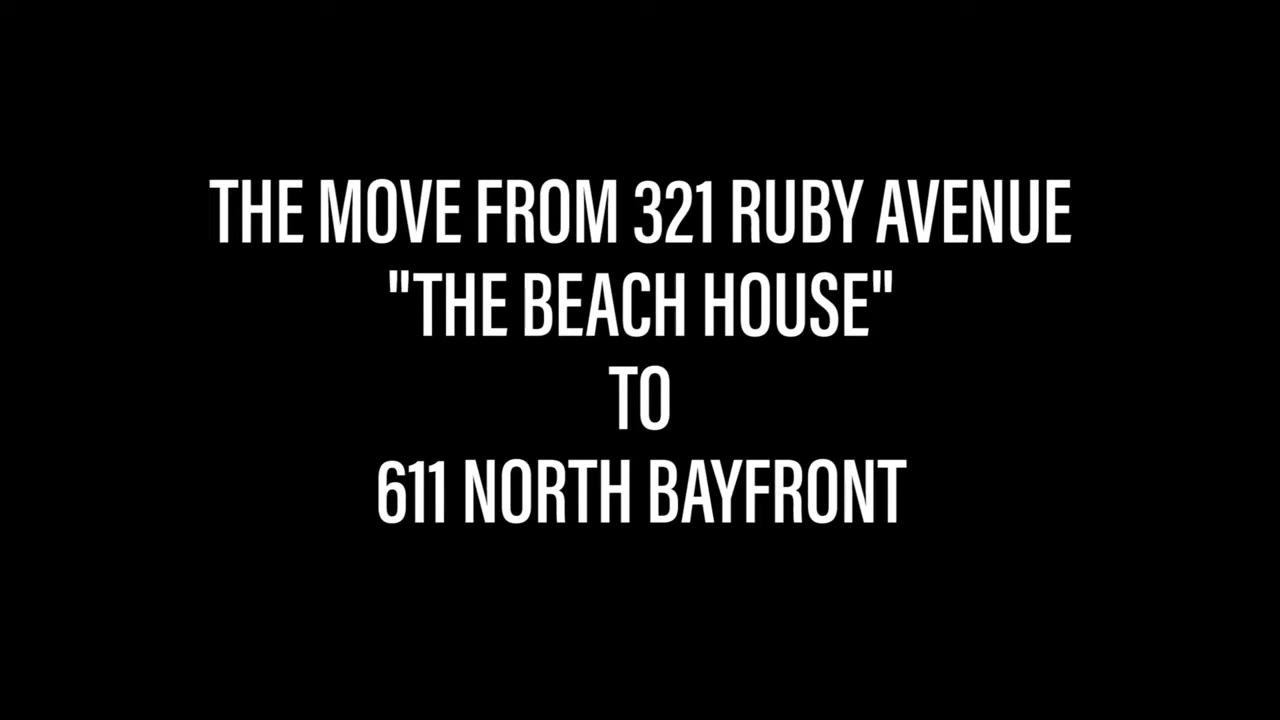 THE MOVE FROM 321 RUBY AVENUE
"THE BEACH HOUSE"
TO
611 NORTH BAYFRONT